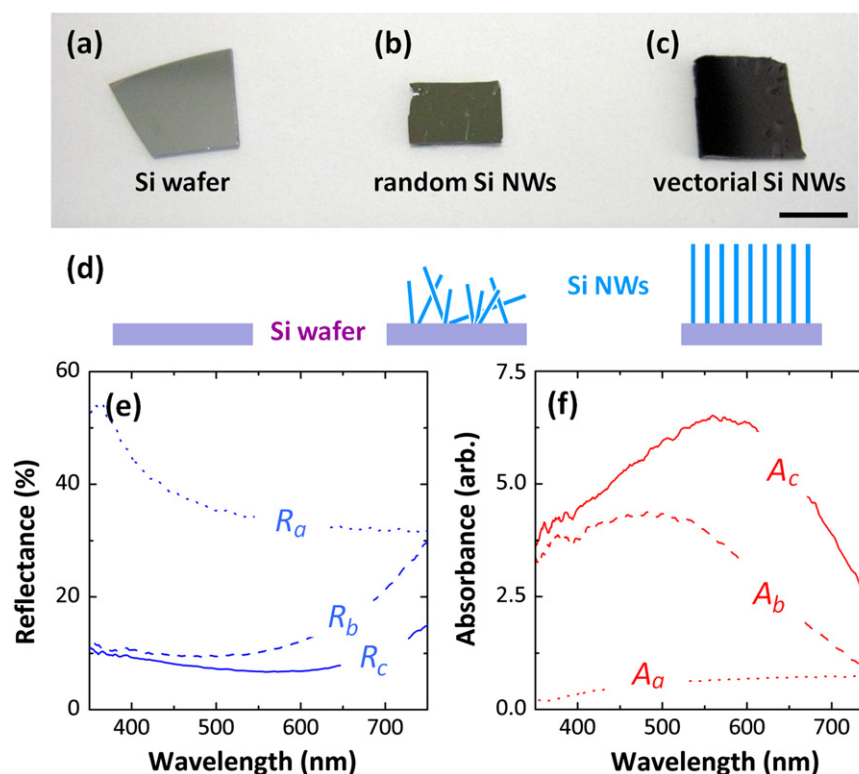 (a) (b) (c)
Si wafer random Si NWs vectorial Si NWs
(d) Si NWs
Si wafer
60 (e) 7.5 (f)
40 5.0
20 2.5
0 0.0
Reflectance (%)
Absorbance (arb.)
Ra
Rb
Rc
Ac
Ab
Aa
400 500 600 700 400 500 600 700
Wavelength (nm) Wavelength (nm)